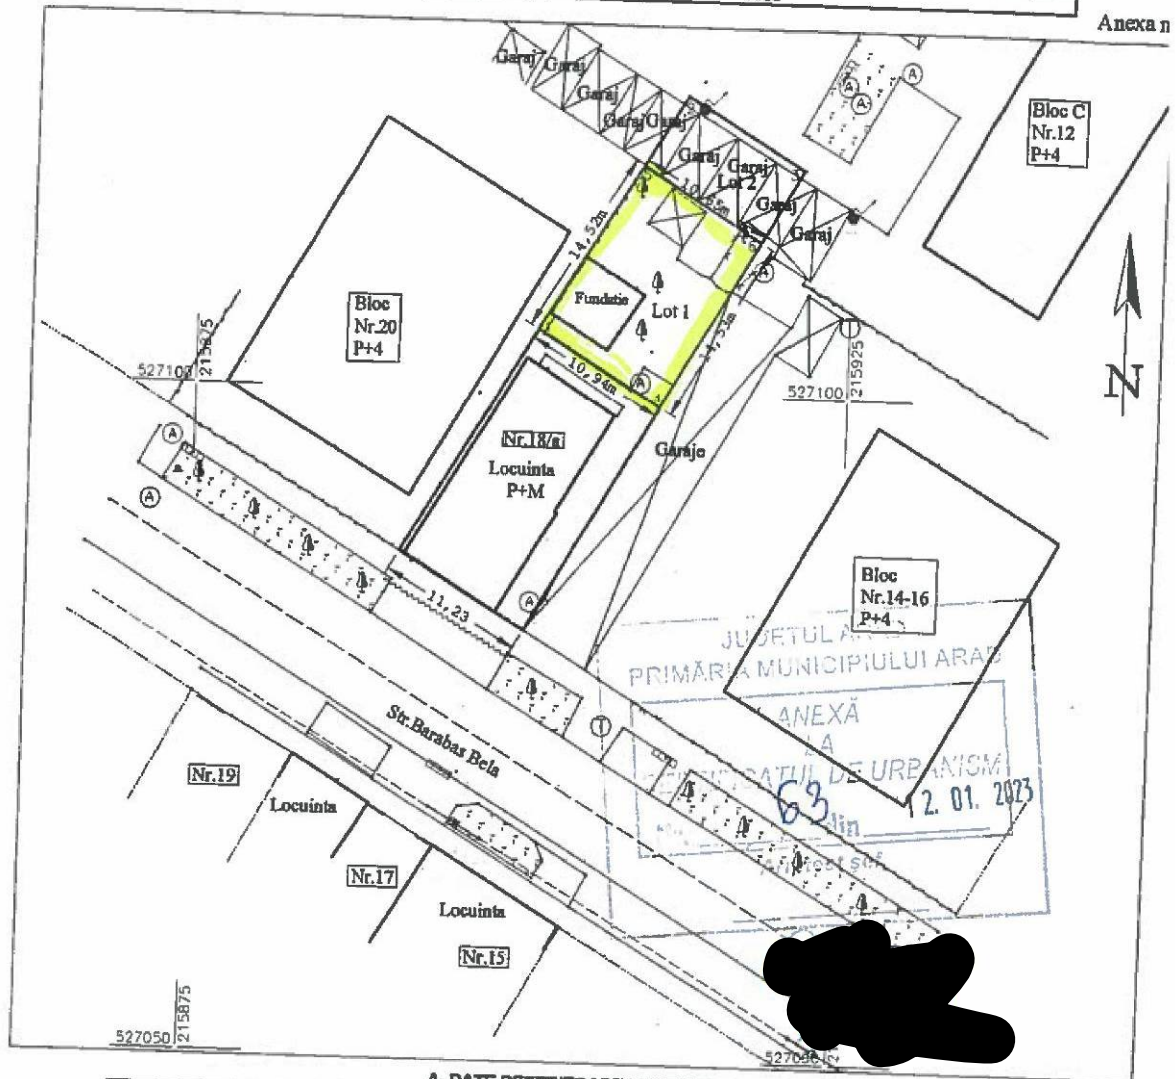 Anexa n
Garaj
Garaj
Garaj
Garaj
Garaj
Garaj
Garaj
Lot 2
Garaj
Garaj
Bloc C
Nr.12
P+4
10,65m
14,52m
Fundatie
Lot 1
14,53m
10,94m
Bloc
Nr.20
P+4
527100
215875
527100
215925
N
Nr.18/a
Locuinta
P+M
Garaje
A
A
A
A
A
A
A
A
T
T
11,23
Bloc
Nr.14-16
P+4
JUDETUL A
PRIMĂRIA MUNICIPIULUI ARAD
ANEXĂ
LA
CERTIFICATUL DE URBANISM
63 din 12. 01. 2023
Str.Barabas Bela
Nr.19
Locuinta
Nr.17
Locuinta
Nr.15
527050
215875